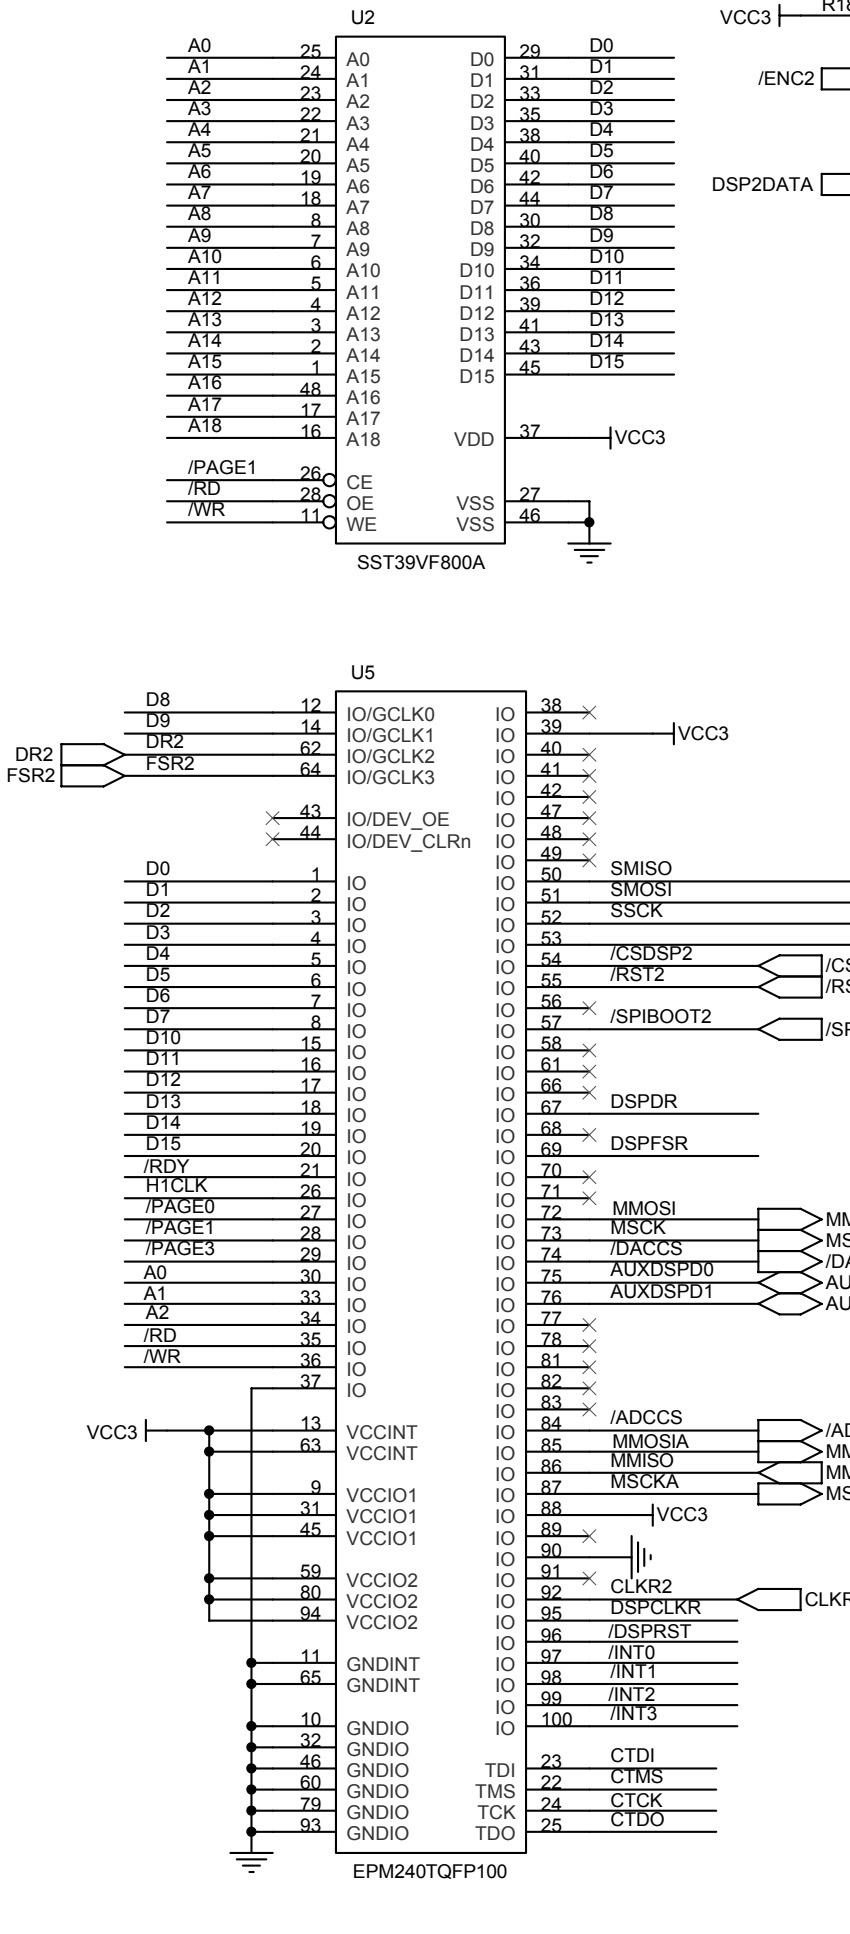 U2
VCC3
/ENC2
DSP2DATA
A0 25 A0 D0 29 D0
A1 24 A1 D1 31 D1
A2 23 A2 D2 33 D2
A3 22 A3 D3 35 D3
A4 21 A4 D4 38 D4
A5 20 A5 D5 40 D5
A6 19 A6 D6 42 D6
A7 18 A7 D7 44 D7
A8 8 A8 D8 30 D8
A9 7 A9 D9 32 D9
A10 6 A10 D10 34 D10
A11 5 A11 D11 36 D11
A12 4 A12 D12 39 D12
A13 3 A13 D13 41 D13
A14 2 A14 D14 43 D14
A15 1 A15 D15 45 D15
A16 48 A16
A17 17 A17
A18 16 A18 VDD 37 VCC3
/PAGE1 26 CE
/RD 28 OE VSS 27
/WR 11 WE VSS 46
SST39VF800A
U5
D8 12 IO/GCLK0 IO 38
D9 14 IO/GCLK1 IO 39 VCC3
DR2 DR2 62 IO/GCLK2 IO 40
FSR2 FSR2 64 IO/GCLK3 IO 41
IO 42
43 IO/DEV_OE IO 47
44 IO/DEV_CLRn IO 48
IO 49
D0 1 IO IO 50 SMISO
D1 2 IO IO 51 SMOSI
D2 3 IO IO 52 SSCK
D3 4 IO IO 53
D4 5 IO IO 54 /CSDSP2 /CS
D5 6 IO IO 55 /RST2 /RS
D6 7 IO IO 56
D7 8 IO IO 57 /SPIBOOT2 /SP
D10 15 IO IO 58
D11 16 IO IO 61
D12 17 IO IO 66
D13 18 IO IO 67 DSPDR
D14 19 IO IO 68
D15 20 IO IO 69 DSPFSR
/RDY 21 IO IO 70
H1CLK 26 IO IO 71
/PAGE0 27 IO IO 72 MMOSI MM
/PAGE1 28 IO IO 73 MSCK MS
/PAGE3 29 IO IO 74 /DACCS /DA
A0 30 IO IO 75 AUXDSPD0 AU
A1 33 IO IO 76 AUXDSPD1 AU
A2 34 IO IO 77
/RD 35 IO IO 78
/WR 36 IO IO 81
37 IO IO 82
IO 83
VCC3 13 VCCINT IO 84 /ADCCS /AD
63 VCCINT IO 85 MMOSIA MM
IO 86 MMISO MM
9 VCCIO1 IO 87 MSCKA MS
31 VCCIO1 IO 88 VCC3
45 VCCIO1 IO 89
IO 90
59 VCCIO2 IO 91
80 VCCIO2 IO 92 CLKR2 CLKR
94 VCCIO2 IO 95 DSPCLKR
IO 96 /DSPRST
11 GNDINT IO 97 /INT0
65 GNDINT IO 98 /INT1
IO 99 /INT2
10 GNDIO IO 100 /INT3
32 GNDIO
46 GNDIO TDI 23 CTDI
60 GNDIO TMS 22 CTMS
79 GNDIO TCK 24 CTCK
93 GNDIO TDO 25 CTDO
EPM240TQFP100